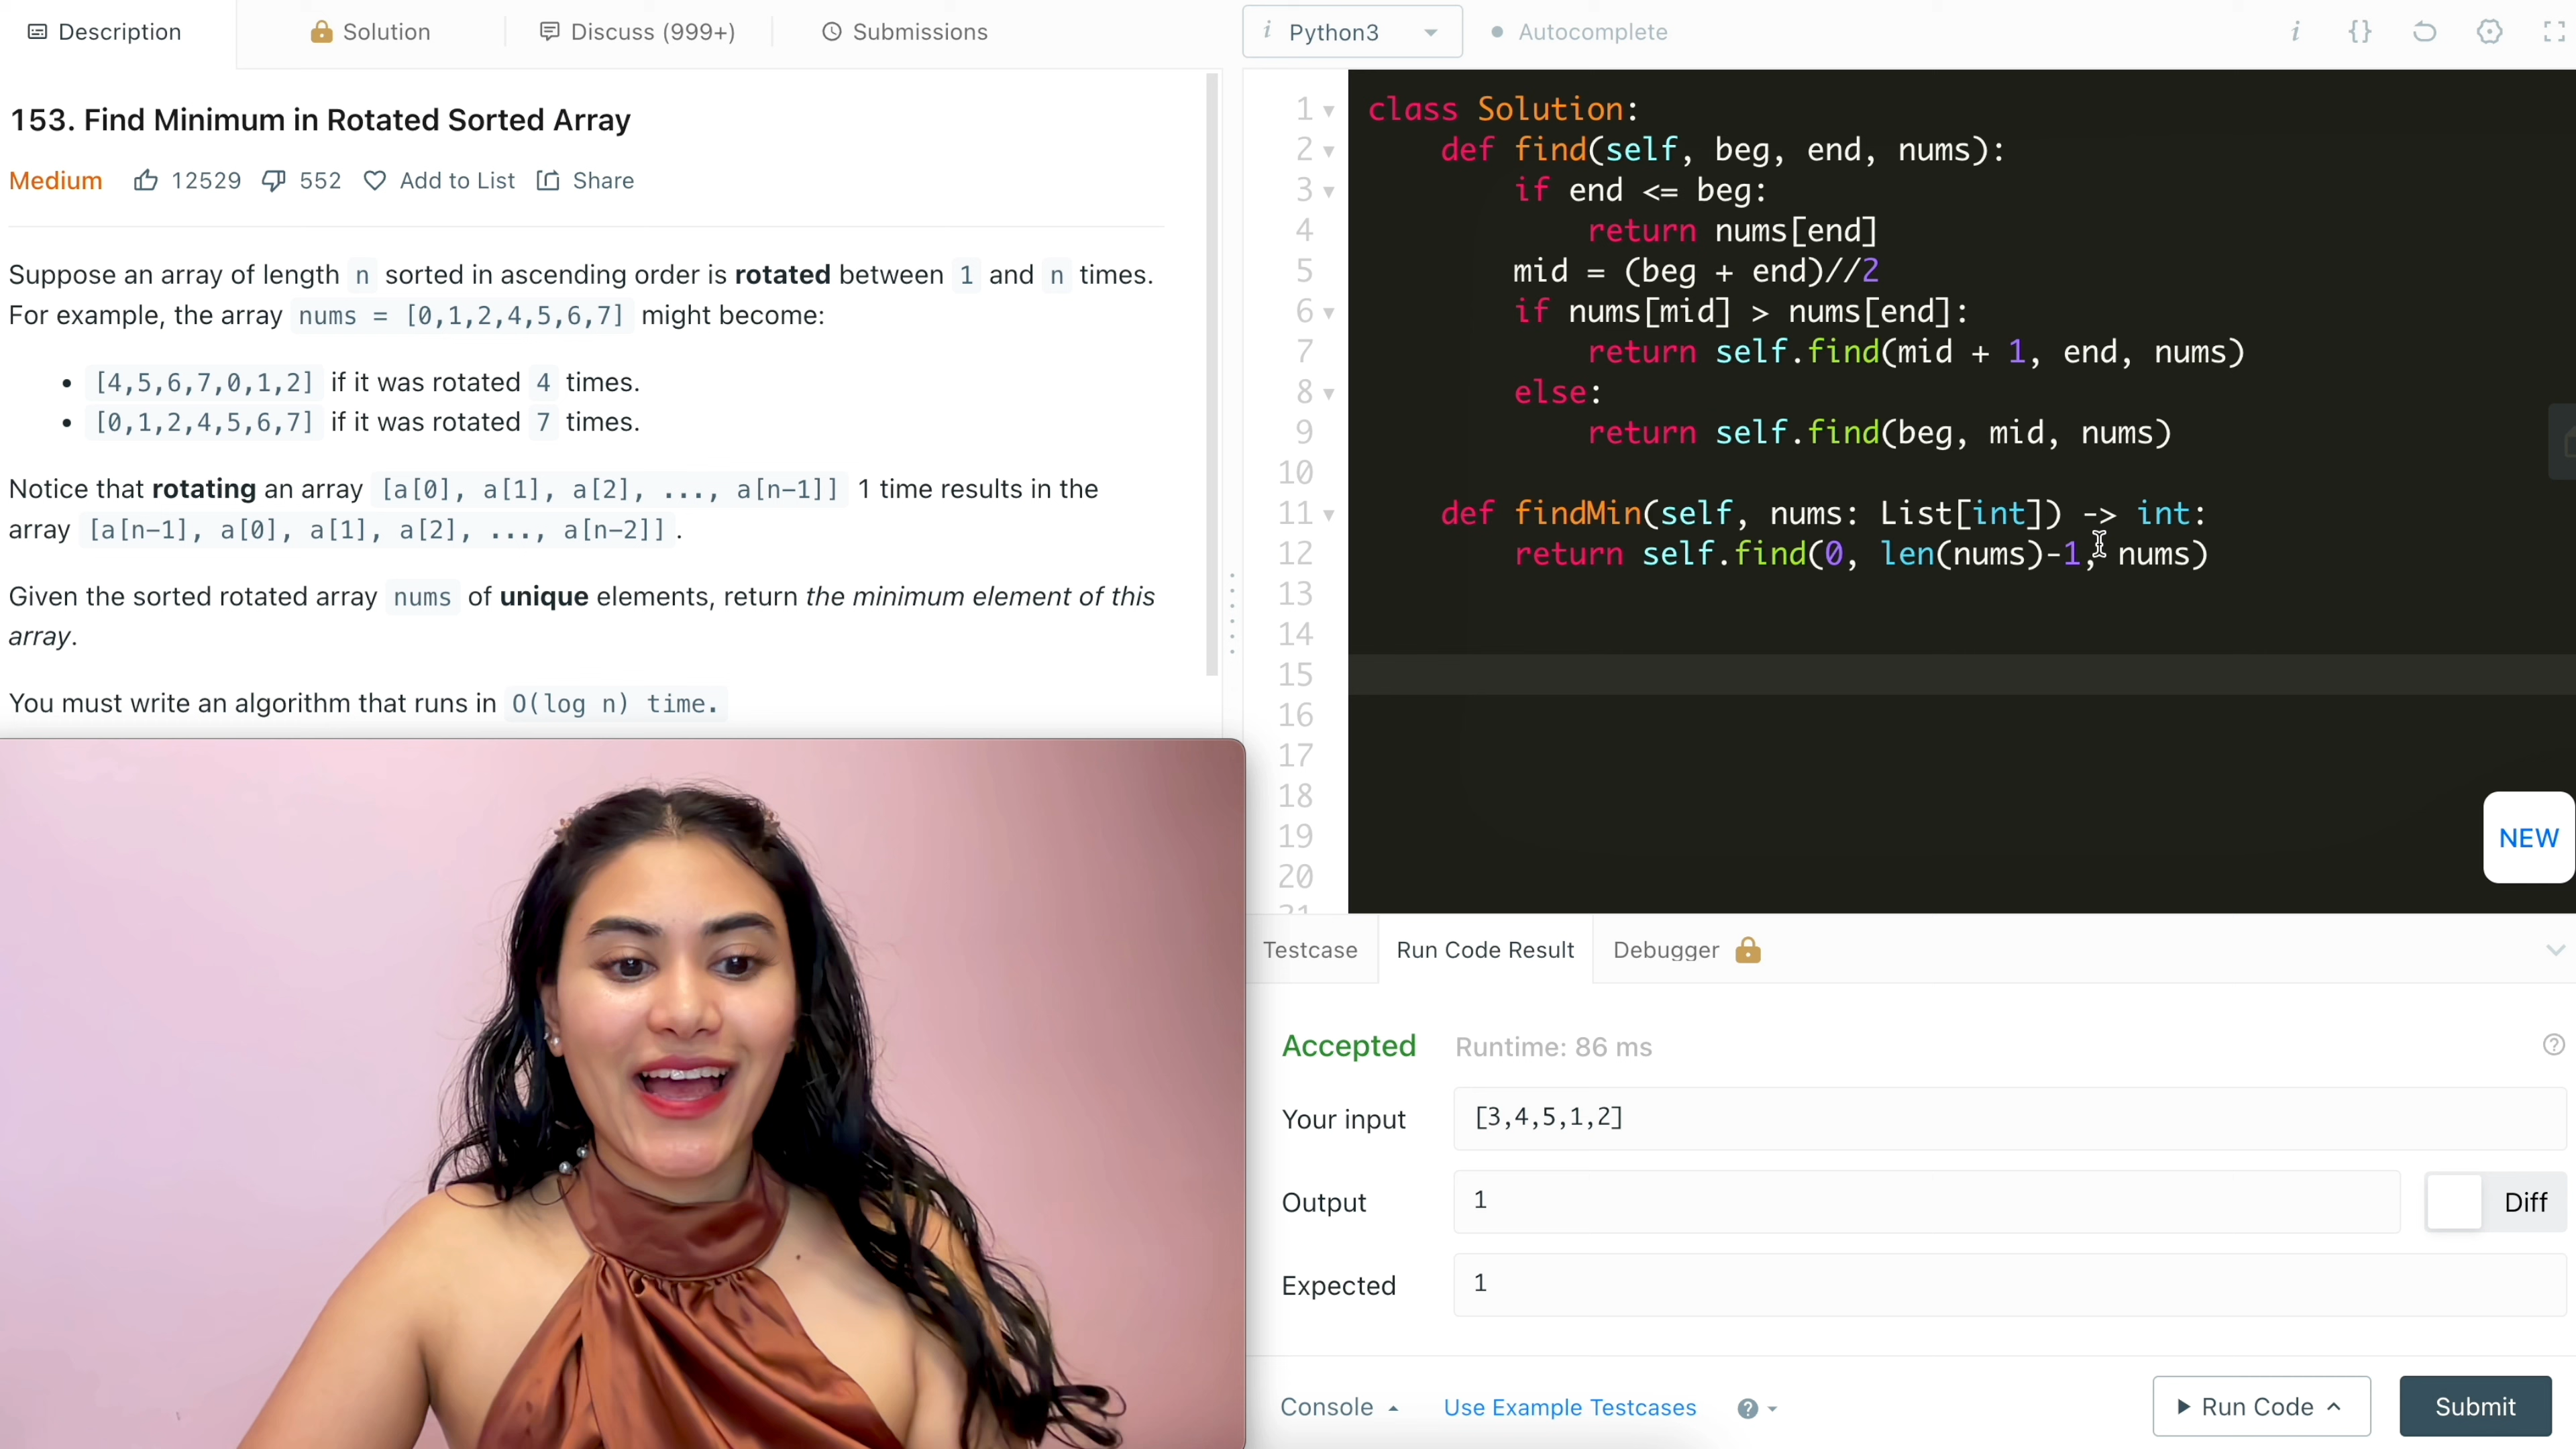 Description
Solution
Discuss (999+)
Submissions
i Python3
Autocomplete
i {}
153. Find Minimum in Rotated Sorted Array
Medium 12529 552 Add to List Share
Suppose an array of length n sorted in ascending order is rotated between 1 and n times.
For example, the array nums = [0,1,2,4,5,6,7] might become:
• [4,5,6,7,0,1,2] if it was rotated 4 times.
• [0,1,2,4,5,6,7] if it was rotated 7 times.
Notice that rotating an array [a[0], a[1], a[2], ..., a[n-1]] 1 time results in the
array [a[n-1], a[0], a[1], a[2], ..., a[n-2]].
Given the sorted rotated array nums of unique elements, return the minimum element of this
array.
You must write an algorithm that runs in O(log n) time.
1 class Solution:
2     def find(self, beg, end, nums):
3         if end <= beg:
4             return nums[end]
5         mid = (beg + end)//2
6         if nums[mid] > nums[end]:
7             return self.find(mid + 1, end, nums)
8         else:
9             return self.find(beg, mid, nums)
10
11     def findMin(self, nums: List[int]) -> int:
12         return self.find(0, len(nums)-1, nums)
13
14
15
16
17
18
19
20
21
NEW
Testcase
Run Code Result
Debugger
Accepted Runtime: 86 ms
?
Your input [3,4,5,1,2]
Output 1
Diff
Expected 1
Console
Use Example Testcases
?
Run Code
Submit